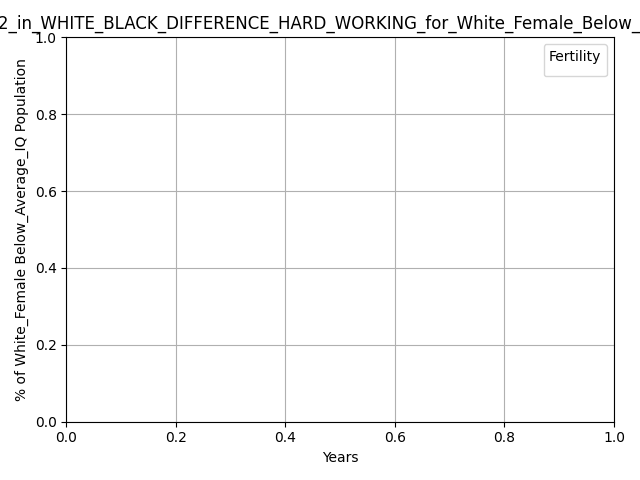 2_in_WHITE_BLACK_DIFFERENCE_HARD_WORKING_for_White_Female_Below_
Fertility
% of White_Female Below_Average_IQ Population
1.0
0.8
0.6
0.4
0.2
0.0
0.0 0.2 0.4 0.6 0.8 1.0
Years